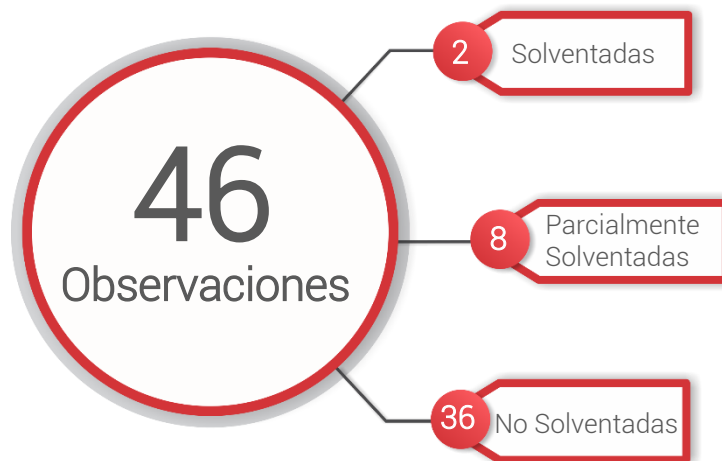 46
Observaciones
2
Solventadas
8
Parcialmente
Solventadas
36
No Solventadas